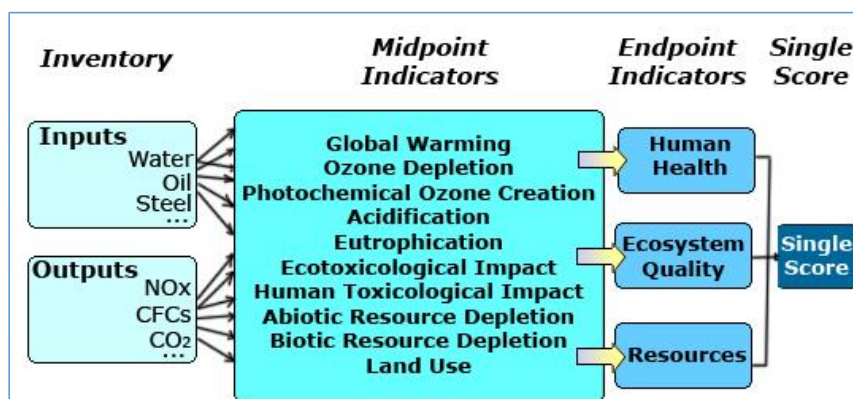 Inventory
Midpoint
Indicators
Endpoint
Indicators
Single
Score
Inputs
Water
Oil
Steel
...
Outputs
NOx
CFCs
CO₂
...
Global Warming
Ozone Depletion
Photochemical Ozone Creation
Acidification
Eutrophication
Ecotoxicological Impact
Human Toxicological Impact
Abiotic Resource Depletion
Biotic Resource Depletion
Land Use
Human
Health
Ecosystem
Quality
Resources
Single
Score